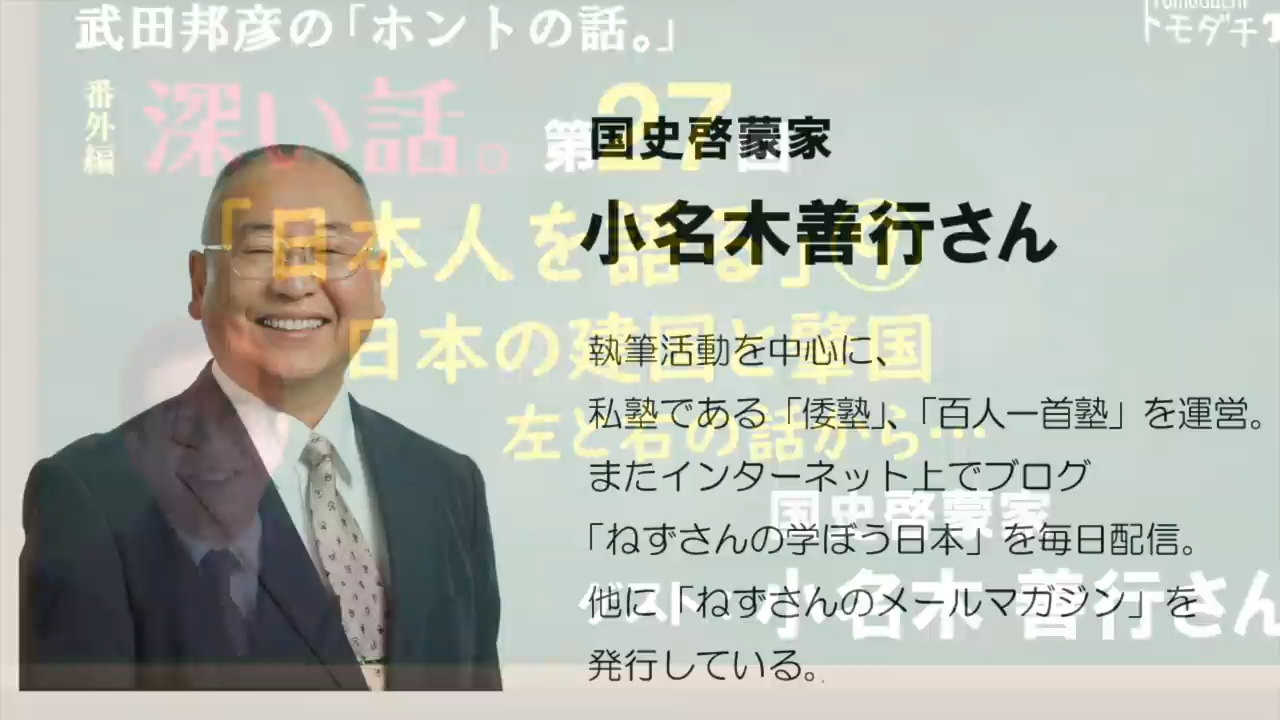 武田邦彦の「ホントの話。」
Tomodachi
トモダチ
番外編
深い話。
第27回
「日本人を語る」①
日本の建国と肇国
左と右の話から…
国史啓蒙家
ゲスト 小名木 善行さん
国史啓蒙家
小名木善行さん
執筆活動を中心に、
私塾である「倭塾」、「百人一首塾」を運営。
またインターネット上でブログ
「ねずさんの学ぼう日本」を毎日配信。
他に「ねずさんのメールマガジン」を
発行している。